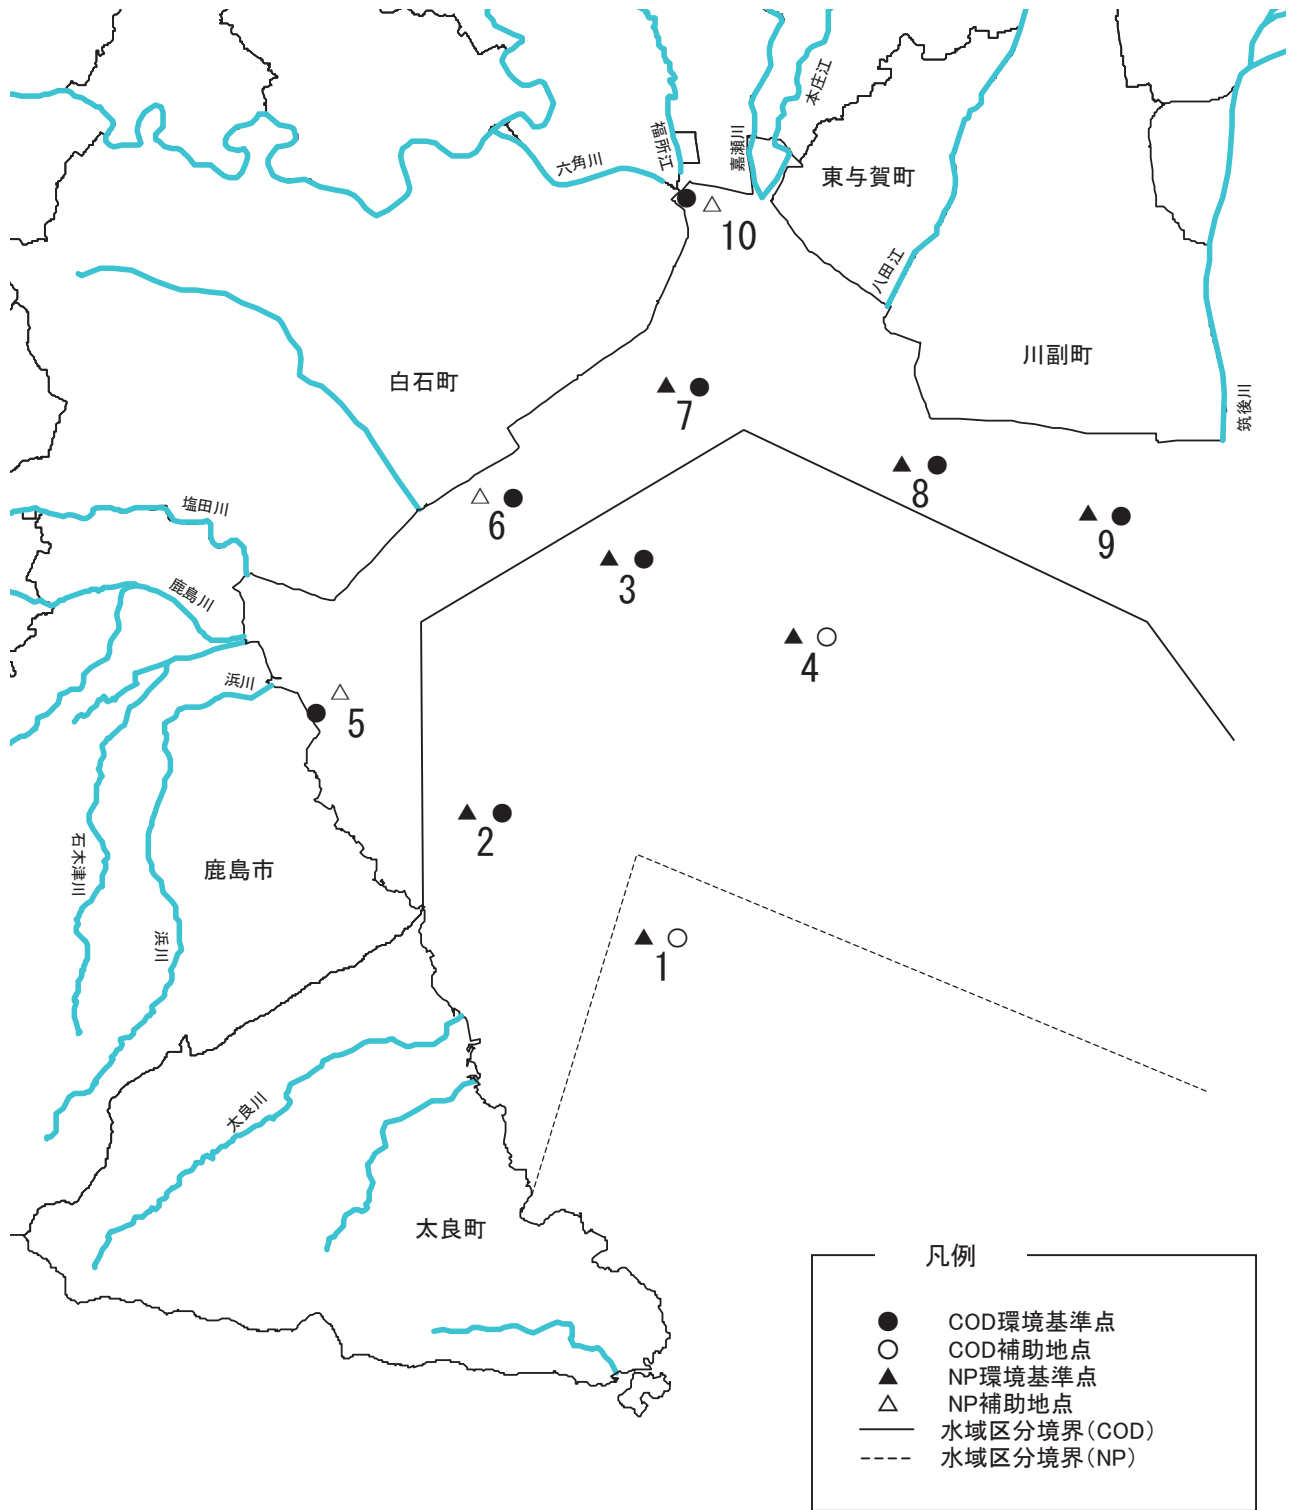 本庄江
福所江
嘉瀬川
六角川
東与賀町
10
八田江
川副町
白石町
筑後川
7
8
6
9
塩田川
3
鹿島川
4
浜川
5
2
石木津川
鹿島市
浜川
1
太良川
太良町
凡例
COD環境基準点
COD補助地点
NP環境基準点
NP補助地点
水域区分境界(COD)
水域区分境界(NP)